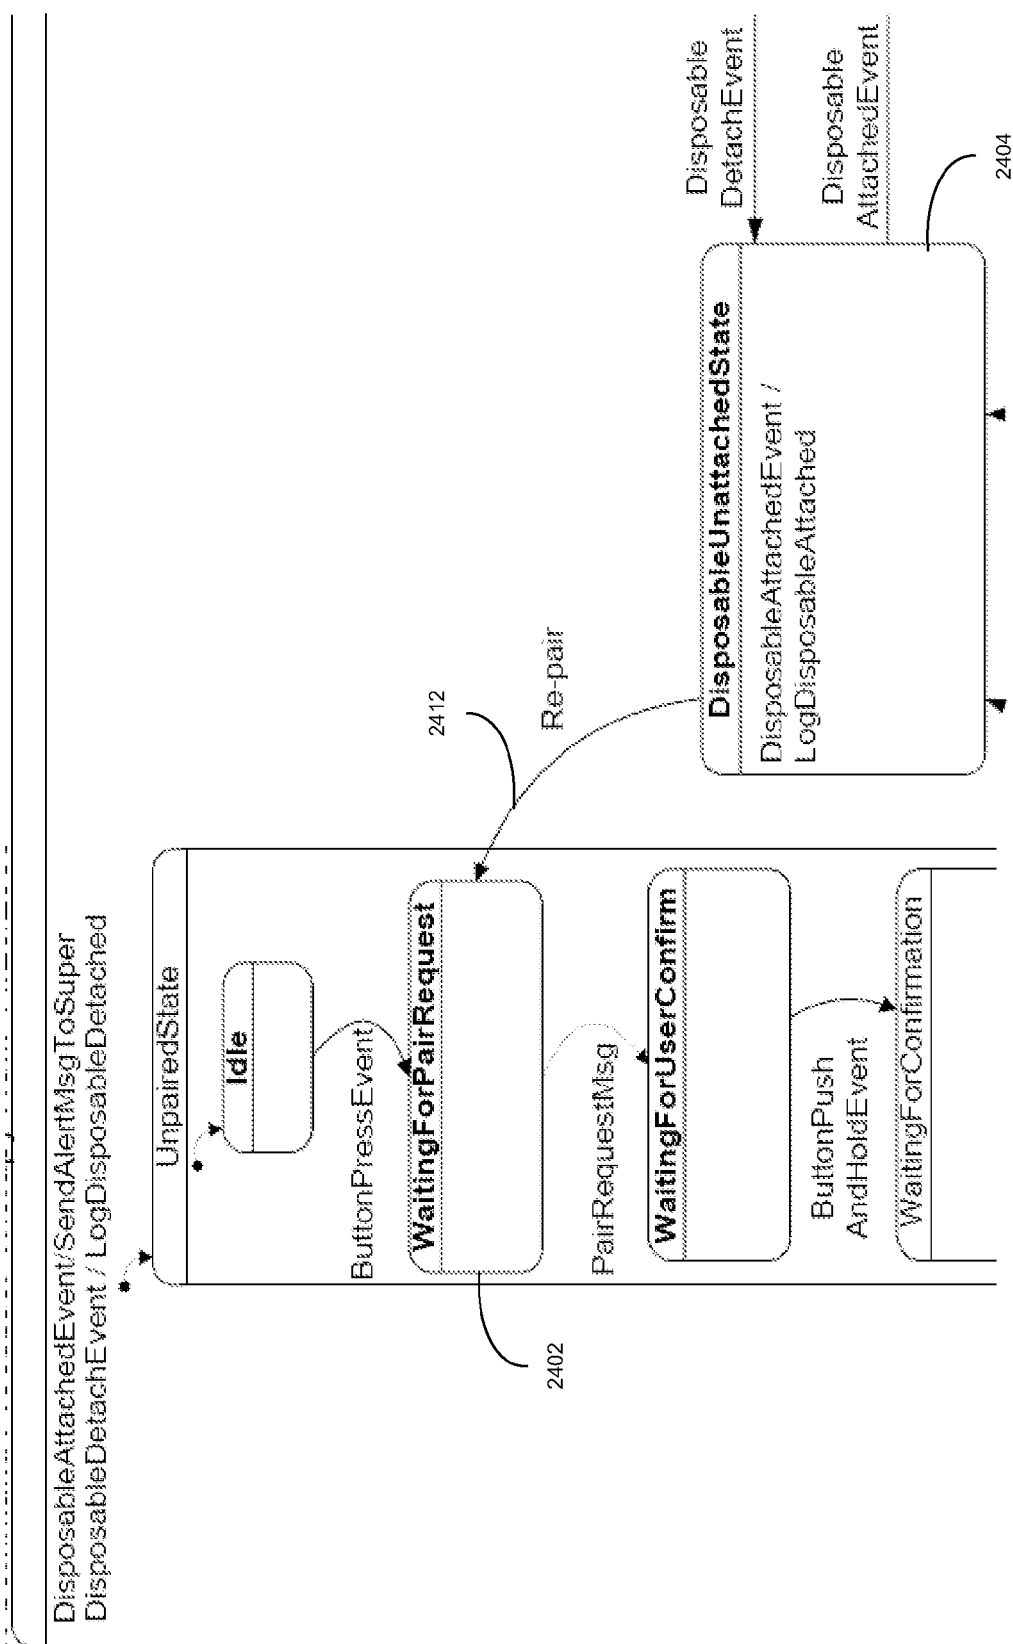 DisposableAttachedEvent/SendAlertMsgToSuper
DisposableDetachEvent / LogDisposableDetached
UnpairedState
Idle
ButtonPressEvent
WaitingForPairRequest
2402
PairRequestMsg
WaitingForUserConfirm
ButtonPush
AndHoldEvent
WaitingForConfirmation
2412
Re-pair
DisposableUnattachedState
DisposableAttachedEvent /
LogDisposableAttached
Disposable
DetachEvent
Disposable
AttachedEvent
2404